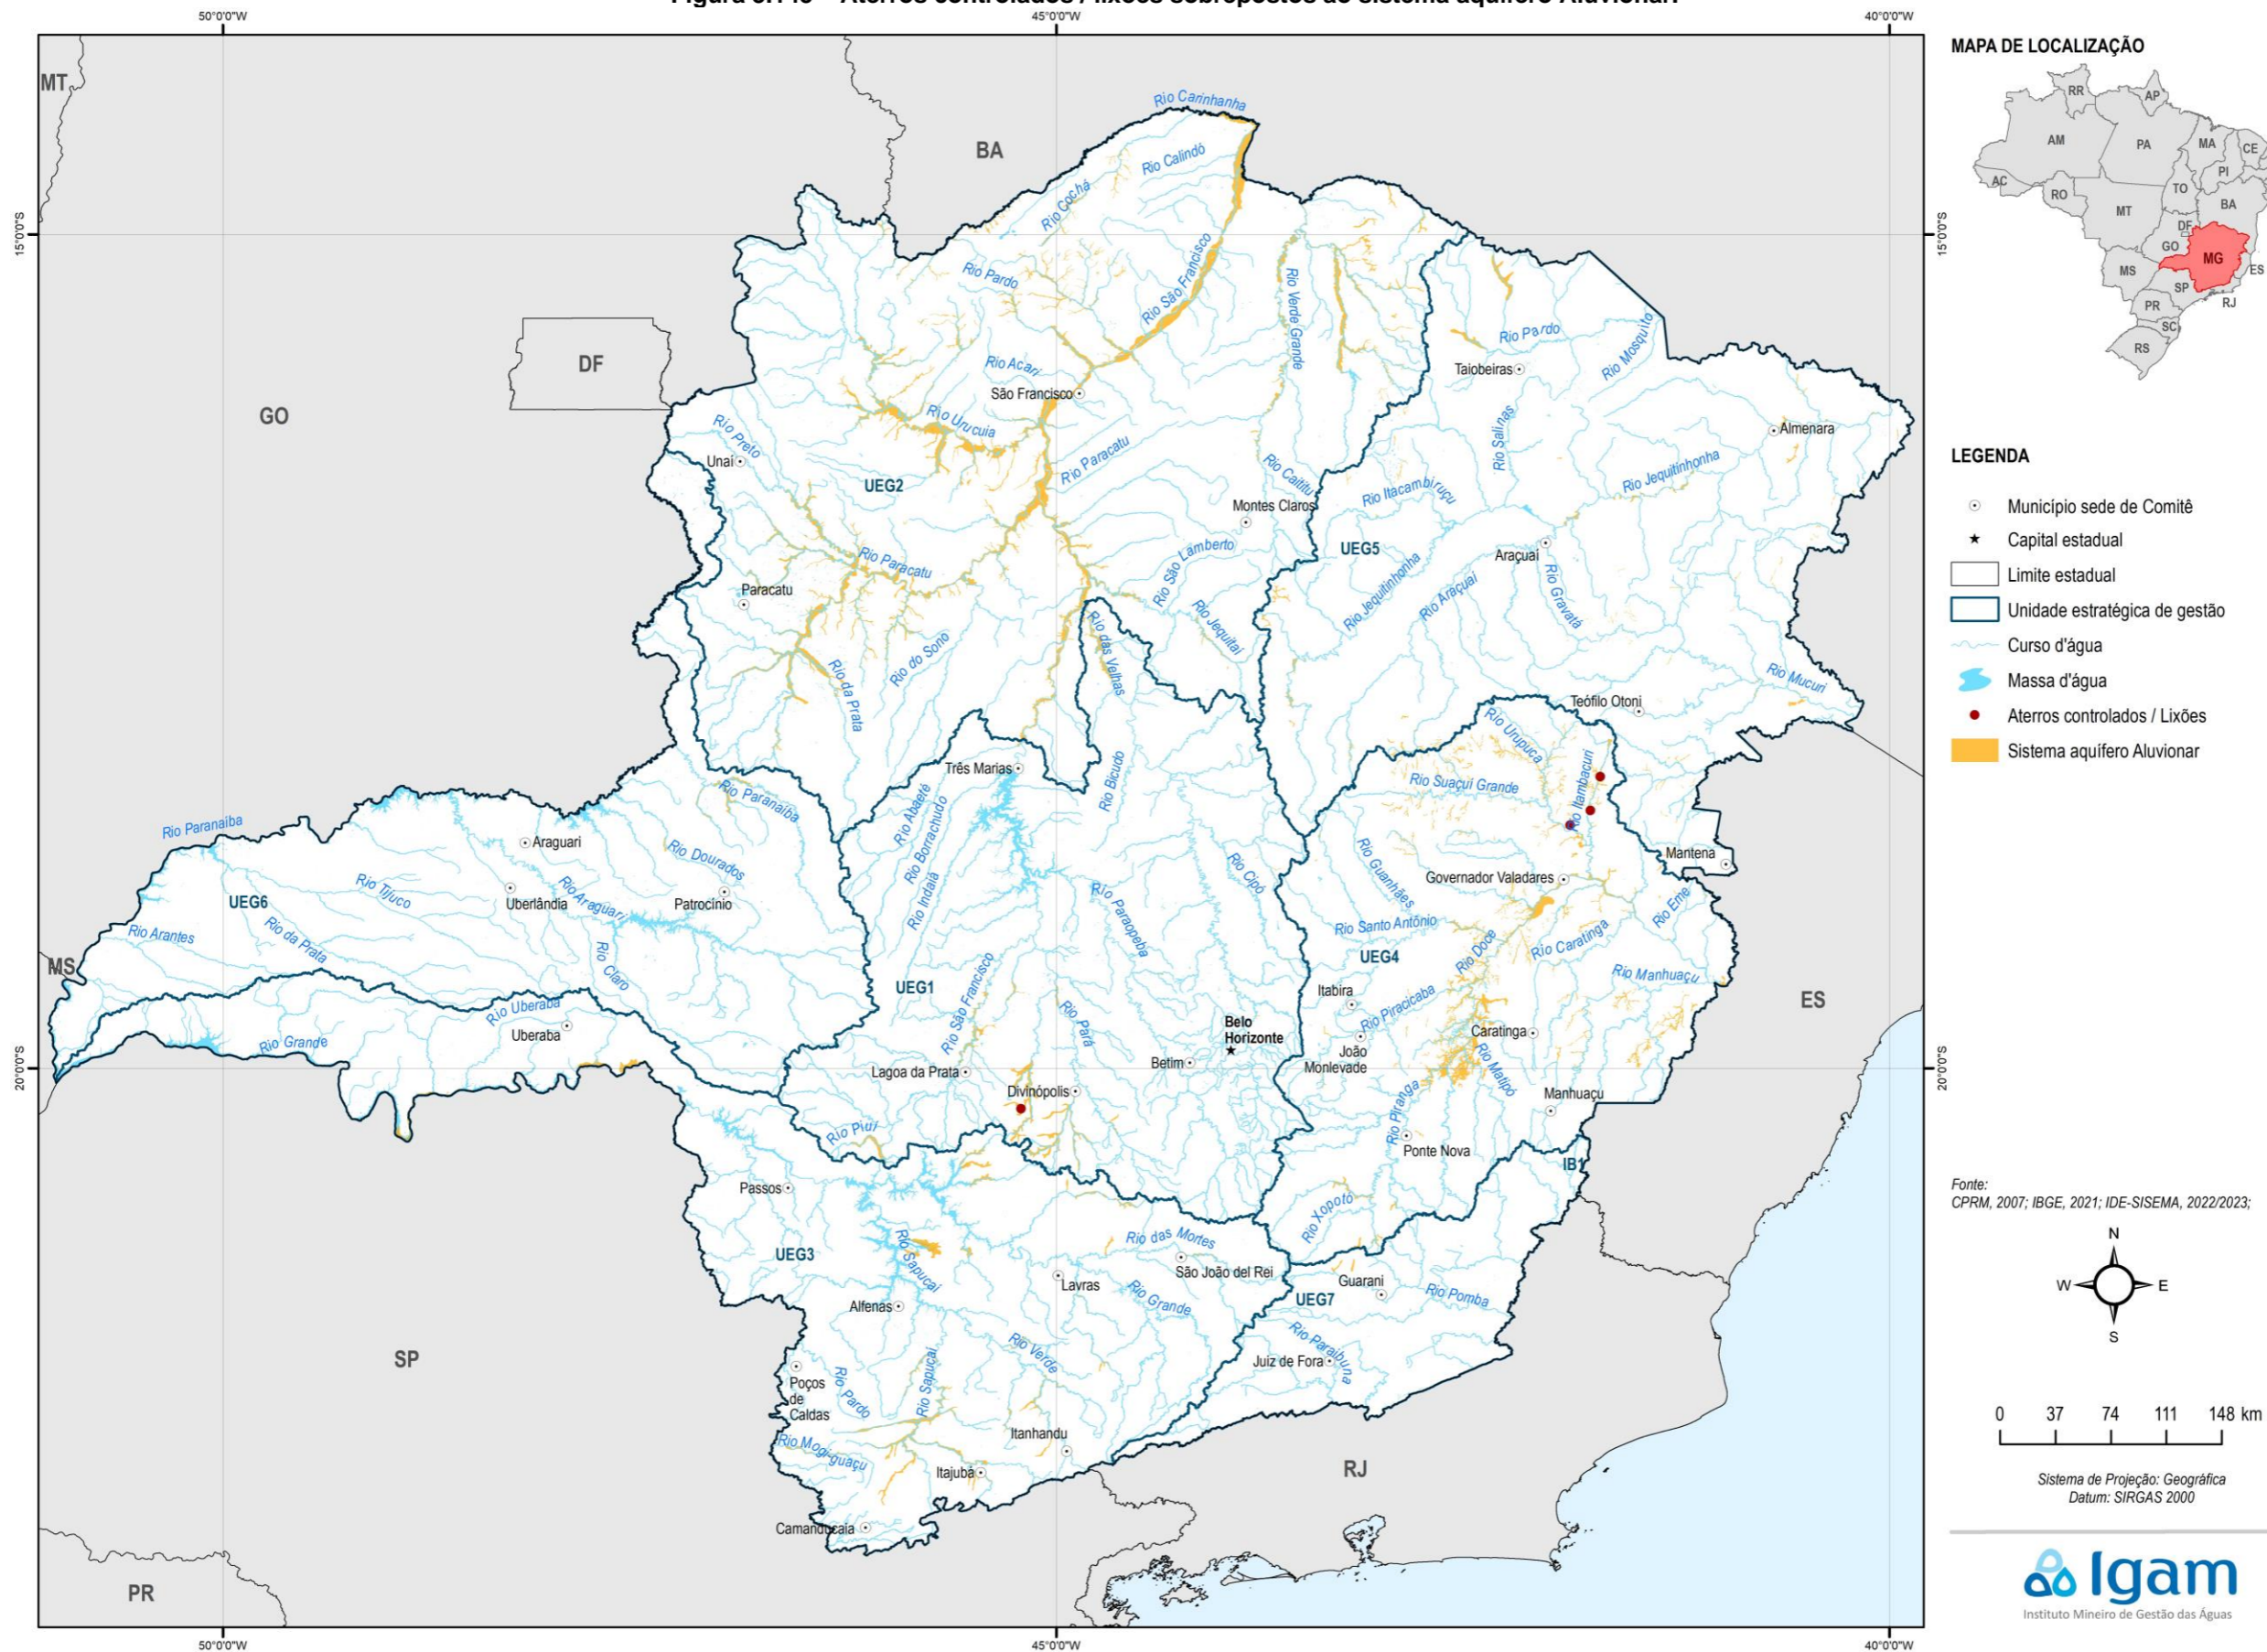 50°0'0"W
45°0'0"W
40°0'0"W
15°0'0"S
15°0'0"S
20°0'0"S
20°0'0"S
50°0'0"W
45°0'0"W
40°0'0"W
MT
BA
GO
DF
MS
SP
PR
RJ
ES
Rio Carinhanha
Rio Calindó
Rio Cochá
Rio Pardo
Rio São Francisco
Rio Verde Grande
Rio Pardo
Rio Mosquito
Taiobeiras
Rio Acari
São Francisco
Rio Urucuia
Rio Preto
Unaí
UEG2
Rio Paracatu
Rio Salinas
Almenara
Rio Jequitinhonha
Rio Caititu
Rio Itacambiruçu
Montes Claros
UEG5
Rio São Lamberto
Araçuaí
Rio Paracatu
Paracatu
Rio Jequitinhonha
Rio Araçuaí
Rio Gravatá
Rio Jequitaí
Rio das Velhas
Rio do Sono
Rio da Prata
Rio Mucuri
Teófilo Otoni
Rio Urupuca
Três Marias
Rio Bicudo
Rio Suaçuí Grande
Rio Itambacuri
Rio Paranaíba
Rio Abaeté
Rio Borrachudo
Rio Paranaíba
Araguari
Rio Dourados
Rio Cipó
Rio Guanhães
Mantena
Governador Valadares
UEG6
Rio Tijuco
Uberlândia
Rio Araguari
Patrocínio
Rio Indaiá
Rio Paraopeba
Rio Eme
Rio Arantes
Rio da Prata
Rio Santo Antônio
Rio Caratinga
Rio Doce
Rio Claro
UEG4
Rio Manhuaçu
UEG1
Rio São Francisco
Itabira
Rio Piracicaba
Rio Uberaba
Uberaba
Rio Pará
Belo
Horizonte
Caratinga
Rio Grande
João
Monlevade
Betim
Lagoa da Prata
Rio Matipó
Divinópolis
Manhuaçu
Rio Piranga
Rio Piuí
Ponte Nova
IB1
Passos
Rio Xopotó
UEG3
Rio Sapucaí
Rio das Mortes
São João del Rei
Lavras
Guarani
Rio Grande
UEG7
Rio Pomba
Alfenas
Rio Verde
Rio Paraibuna
Juiz de Fora
Poços
de
Caldas
Rio Pardo
Rio Sapucaí
Rio Mogi-guaçu
Itanhandu
Itajubá
Camanducaia
MAPA DE LOCALIZAÇÃO
RR
AP
AM
PA
MA
CE
PI
AC
RO
TO
BA
MT
DF
GO
MG
MS
ES
SP
RJ
PR
SC
RS
LEGENDA
Município sede de Comitê
Capital estadual
Limite estadual
Unidade estratégica de gestão
Curso d'água
Massa d'água
Aterros controlados / Lixões
Sistema aquífero Aluvionar
Fonte:
CPRM, 2007; IBGE, 2021; IDE-SISEMA, 2022/2023;
N
W
E
S
0 37 74 111 148 km
Sistema de Projeção: Geográfica
Datum: SIRGAS 2000
Igam
Instituto Mineiro de Gestão das Águas